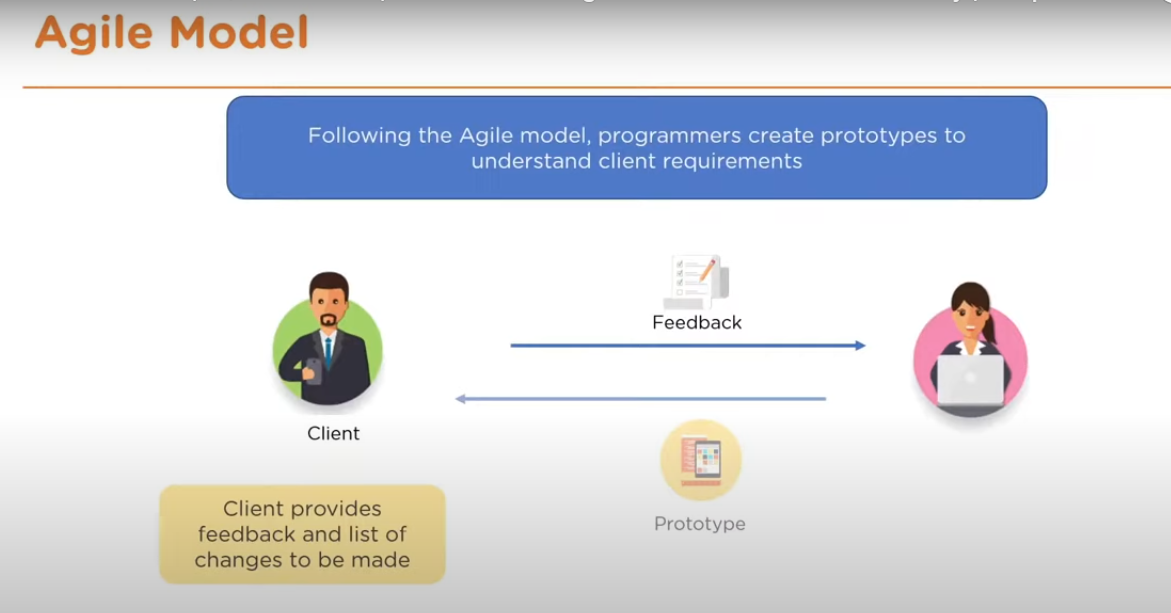 Agile Model
Following the Agile model, programmers create prototypes to
understand client requirements
Feedback
Client
Prototype
Client provides
feedback and list of
changes to be made